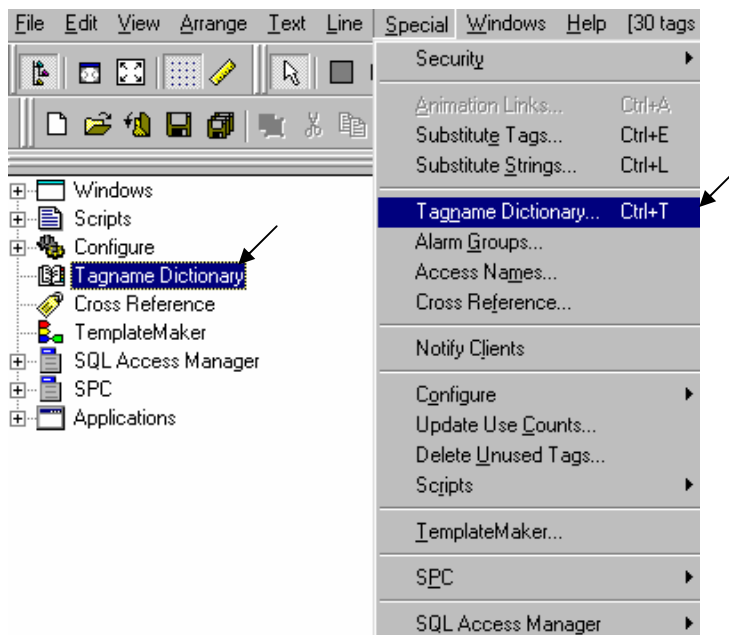 File Edit View Arrange Text Line Special Windows Help [30 tags
Windows
Scripts
Configure
Tagname Dictionary
Cross Reference
TemplateMaker
SQL Access Manager
SPC
Applications
Security
Animation Links... Ctrl+A
Substitute Tags... Ctrl+E
Substitute Strings... Ctrl+L
Tagname Dictionary... Ctrl+T
Alarm Groups...
Access Names...
Cross Reference...
Notify Clients
Configure
Update Use Counts...
Delete Unused Tags...
Scripts
TemplateMaker...
SPC
SQL Access Manager